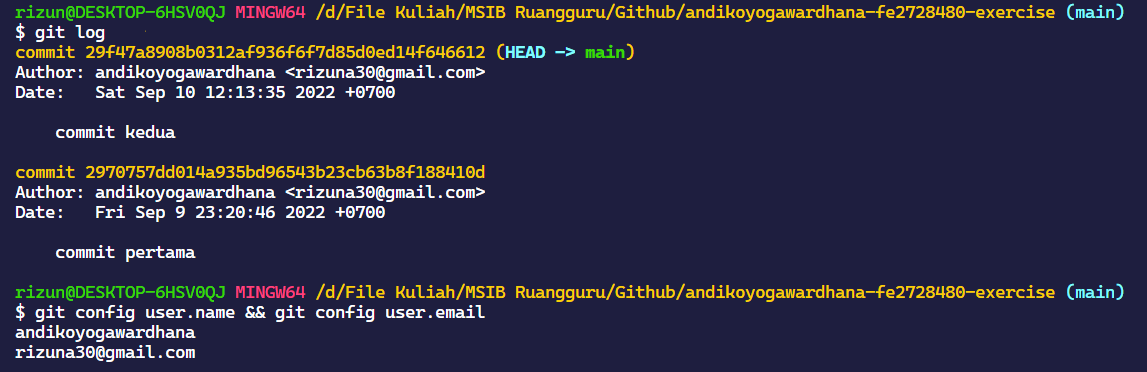 rizun@DESKTOP-6HSV0QJ MINGW64 /d/File Kuliah/MSIB Ruangguru/Github/andikoyogawardhana-fe2728480-exercise (main)
$ git log
commit 29f47a8908b0312af936f6f7d85d0ed14f646612 (HEAD -> main)
Author: andikoyogawardhana <rizuna30@gmail.com>
Date:   Sat Sep 10 12:13:35 2022 +0700
    commit kedua
commit 2970757dd014a935bd96543b23cb63b8f188410d
Author: andikoyogawardhana <rizuna30@gmail.com>
Date:   Fri Sep 9 23:20:46 2022 +0700
    commit pertama
rizun@DESKTOP-6HSV0QJ MINGW64 /d/File Kuliah/MSIB Ruangguru/Github/andikoyogawardhana-fe2728480-exercise (main)
$ git config user.name && git config user.email
andikoyogawardhana
rizuna30@gmail.com